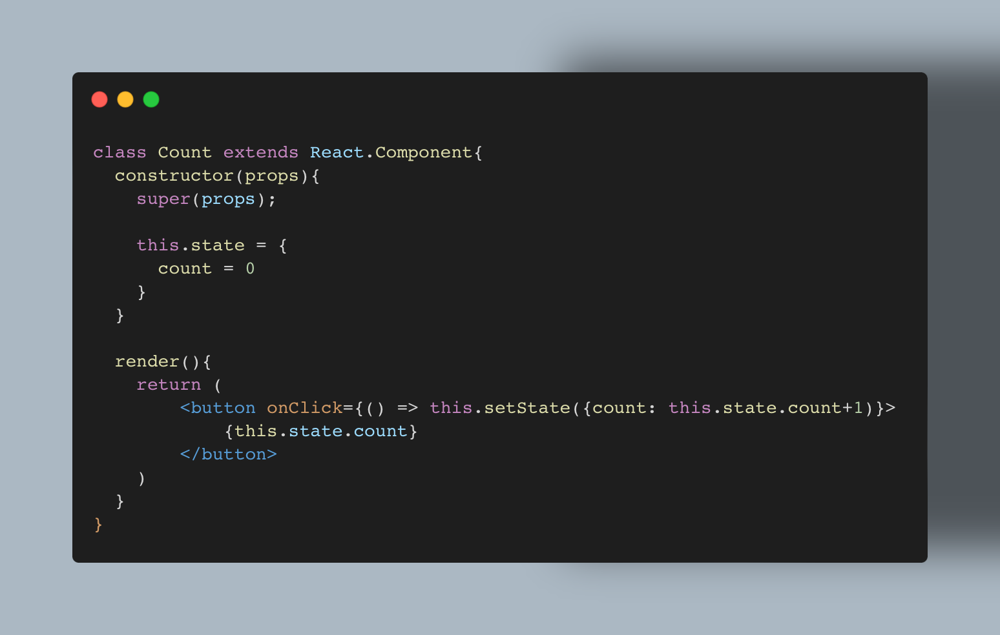 class Count extends React.Component{
  constructor(props){
    super(props);

    this.state = {
      count = 0
    }
  }

  render(){
    return (
        <button onClick={() => this.setState({count: this.state.count+1)}>
            {this.state.count}
        </button>
    )
  }
}